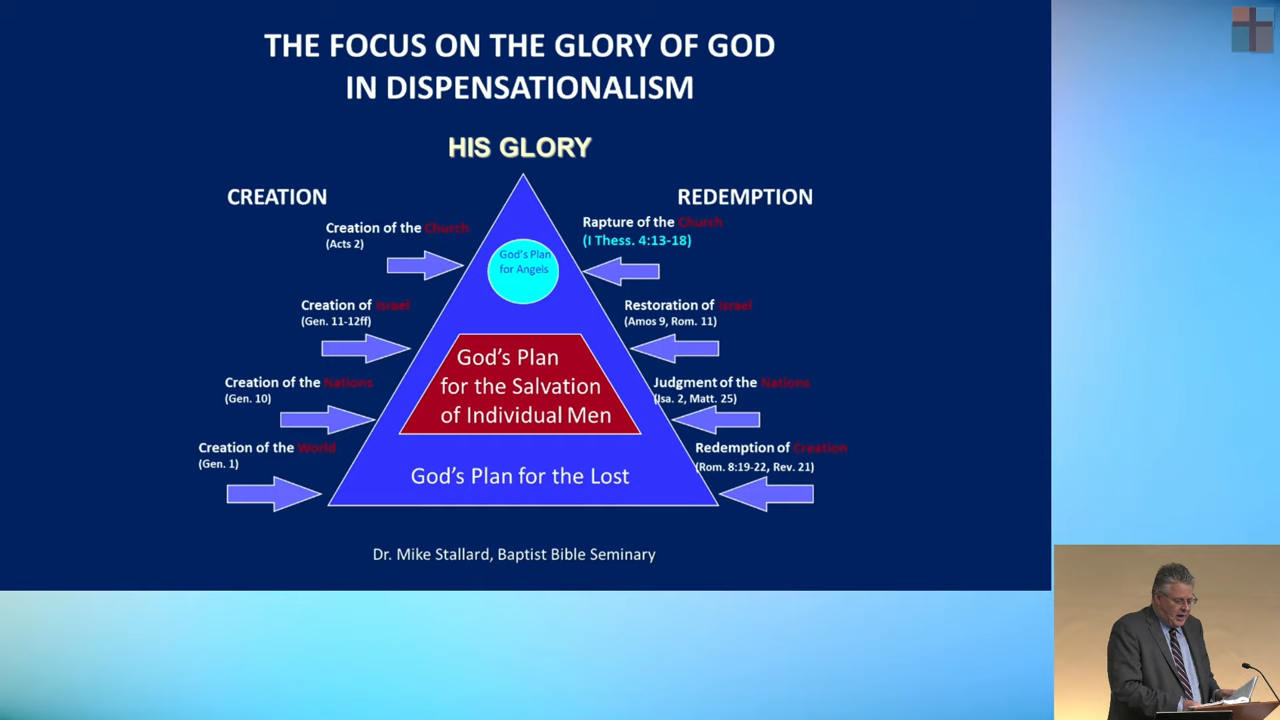 THE FOCUS ON THE GLORY OF GOD
IN DISPENSATIONALISM
HIS GLORY
CREATION
REDEMPTION
Creation of the Church
(Acts 2)
Rapture of the Church
(I Thess. 4:13-18)
God's Plan
for Angels
Creation of Israel
(Gen. 11-12ff)
Restoration of Israel
(Amos 9, Rom. 11)
God's Plan
for the Salvation
of Individual Men
Creation of the Nations
(Gen. 10)
Judgment of the Nations
(Isa. 2, Matt. 25)
Creation of the World
(Gen. 1)
Redemption of Creation
(Rom. 8:19-22, Rev. 21)
God's Plan for the Lost
Dr. Mike Stallard, Baptist Bible Seminary